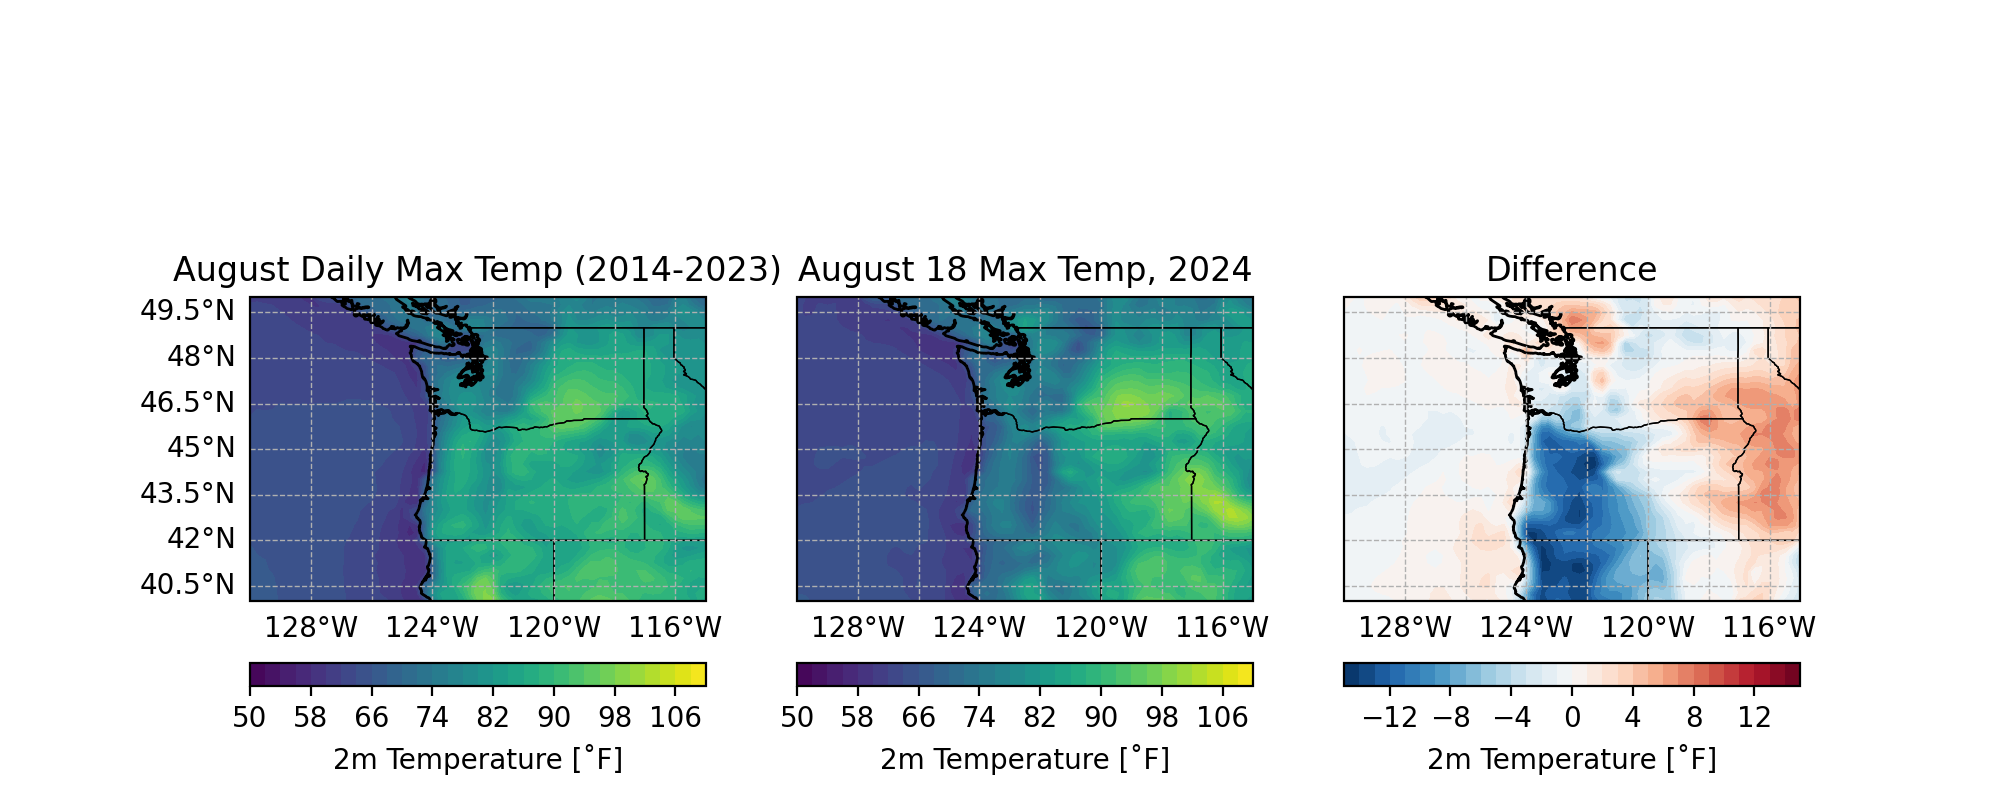 August Daily Max Temp (2014-2023)
August 18 Max Temp, 2024
Difference
49.5°N
48°N
46.5°N
45°N
43.5°N
42°N
40.5°N
128°W 124°W 120°W 116°W
128°W 124°W 120°W 116°W
128°W 124°W 120°W 116°W
50 58 66 74 82 90 98 106
50 58 66 74 82 90 98 106
−12 −8 −4 0 4 8 12
2m Temperature [˚F]
2m Temperature [˚F]
2m Temperature [˚F]